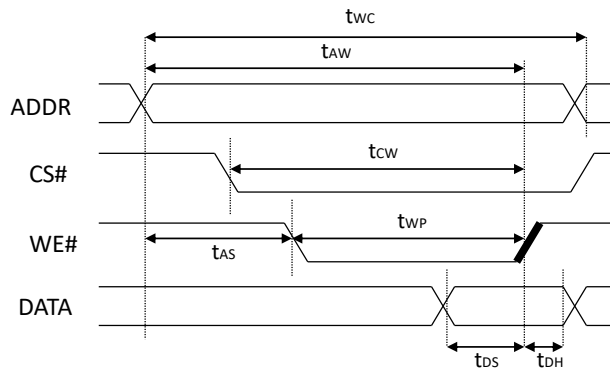 tWC
tAW
ADDR
tCW
CS#
tWP
WE#
tAS
DATA
tDS tDH